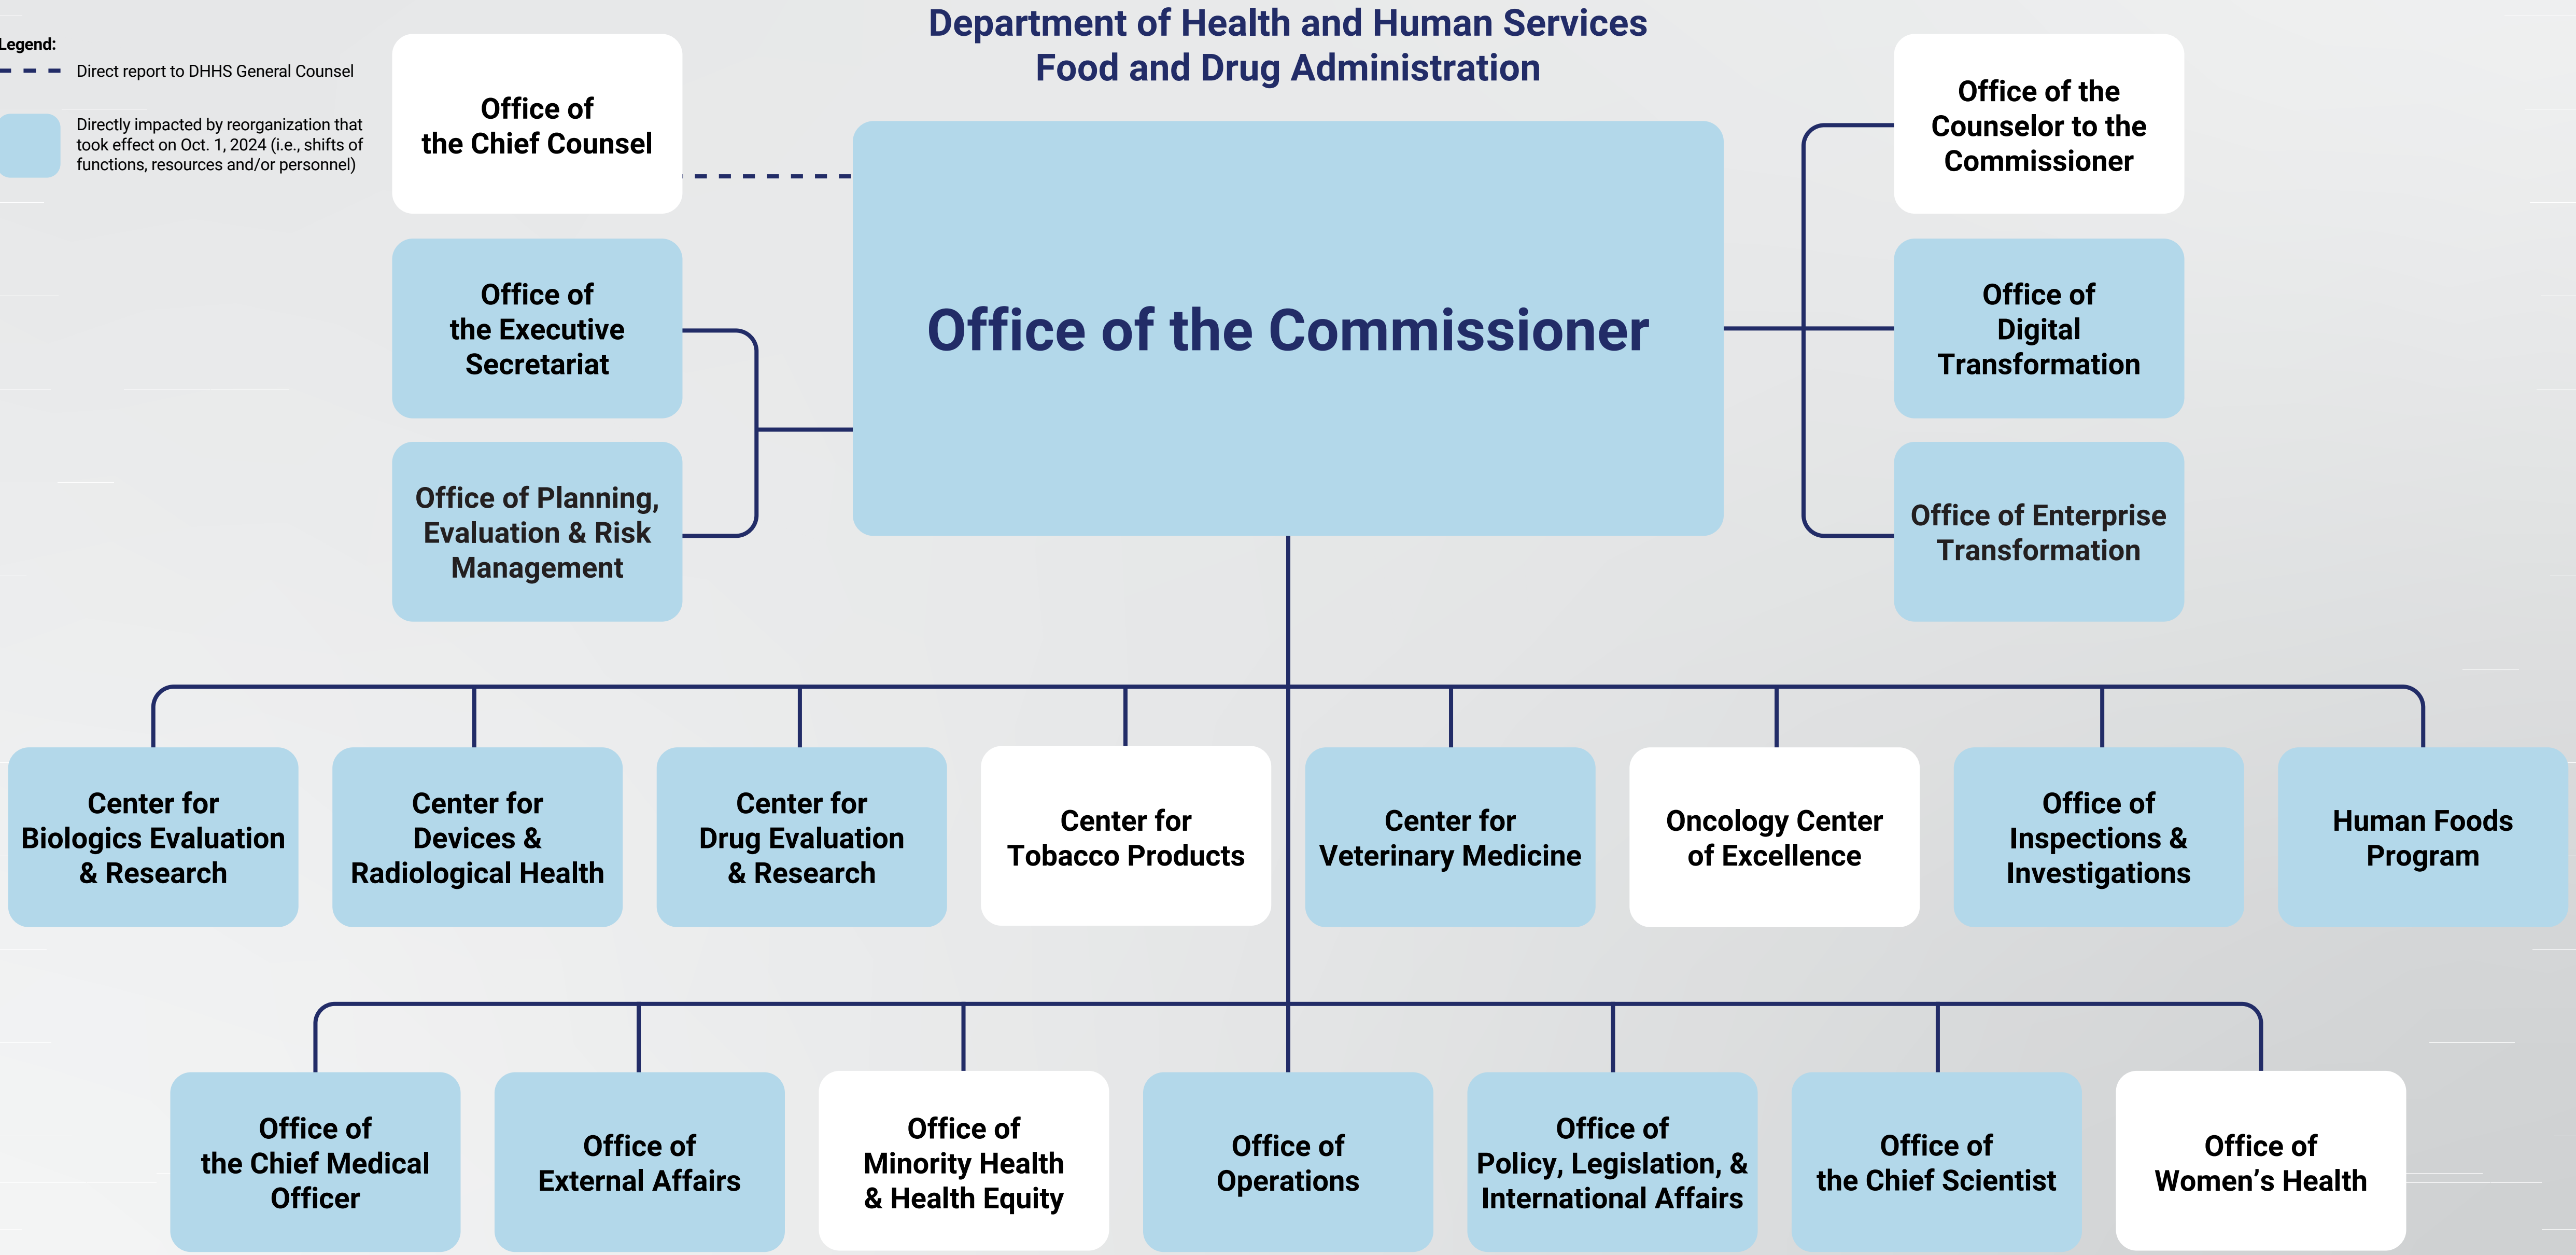 Department of Health and Human Services
Food and Drug Administration
Legend:
Direct report to DHHS General Counsel
Directly impacted by reorganization that
took effect on Oct. 1, 2024 (i.e., shifts of
functions, resources and/or personnel)
Office of
the Chief Counsel
Office of
the Executive
Secretariat
Office of Planning,
Evaluation & Risk
Management
Office of the Commissioner
Office of the
Counselor to the
Commissioner
Office of
Digital
Transformation
Office of Enterprise
Transformation
Center for
Biologics Evaluation
& Research
Center for
Devices &
Radiological Health
Center for
Drug Evaluation
& Research
Center for
Tobacco Products
Center for
Veterinary Medicine
Oncology Center
of Excellence
Office of
Inspections &
Investigations
Human Foods
Program
Office of
the Chief Medical
Officer
Office of
External Affairs
Office of
Minority Health
& Health Equity
Office of
Operations
Office of
Policy, Legislation, &
International Affairs
Office of
the Chief Scientist
Office of
Women’s Health